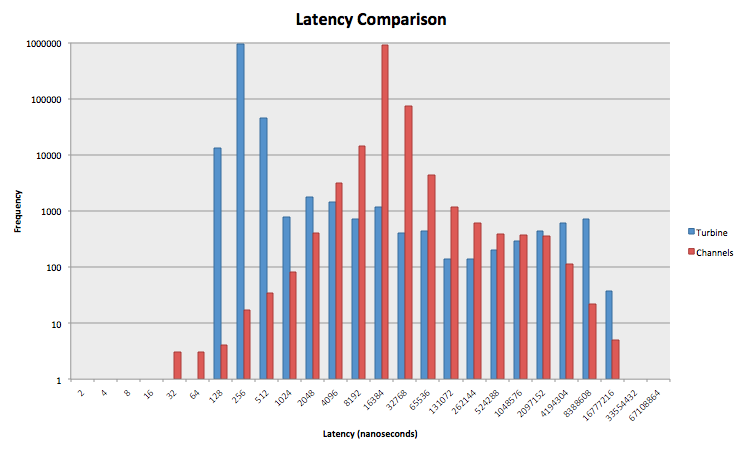 Latency Comparison
1000000
100000
10000
1000
100
10
1
Frequency
2 4 8 16 32 64 128 256 512 1024 2048 4096 8192 16384 32768 65536 131072 262144 524288 1048576 2097152 4194304 8388608 16777216 33554432 67108864
Latency (nanoseconds)
Turbine
Channels